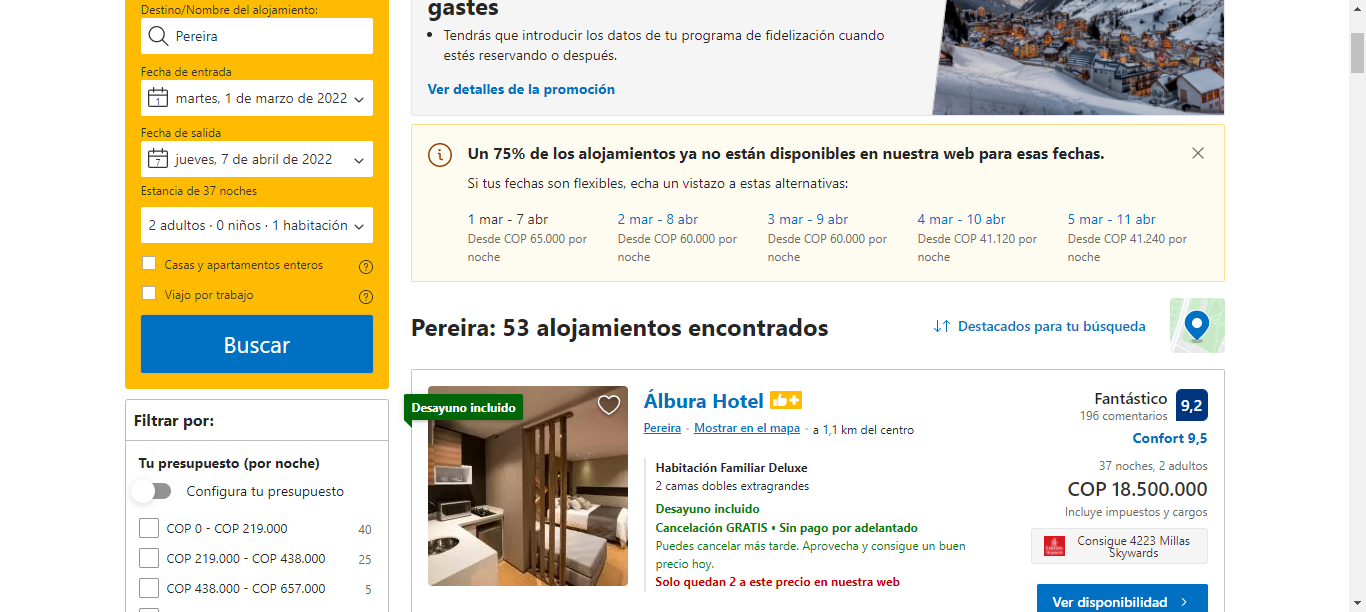 Destino/Nombre del alojamiento:
Pereira
Fecha de entrada
1
martes, 1 de marzo de 2022
Fecha de salida
7
jueves, 7 de abril de 2022
Estancia de 37 noches
2 adultos · 0 niños · 1 habitación
Casas y apartamentos enteros
?
Viajo por trabajo
?
Buscar
Filtrar por:
Tu presupuesto (por noche)
Configura tu presupuesto
COP 0 - COP 219.000 40
COP 219.000 - COP 438.000 25
COP 438.000 - COP 657.000 5
gastes
• Tendrás que introducir los datos de tu programa de fidelización cuando
estés reservando o después.
Ver detalles de la promoción
Un 75% de los alojamientos ya no están disponibles en nuestra web para esas fechas.
Si tus fechas son flexibles, echa un vistazo a estas alternativas:
1 mar - 7 abr
Desde COP 65.000 por
noche
2 mar - 8 abr
Desde COP 60.000 por
noche
3 mar - 9 abr
Desde COP 60.000 por
noche
4 mar - 10 abr
Desde COP 41.120 por
noche
5 mar - 11 abr
Desde COP 41.240 por
noche
Pereira: 53 alojamientos encontrados
Destacados para tu búsqueda
Desayuno incluido
Álbura Hotel
Pereira · Mostrar en el mapa · a 1,1 km del centro
Habitación Familiar Deluxe
2 camas dobles extragrandes
Desayuno incluido
Cancelación GRATIS • Sin pago por adelantado
Puedes cancelar más tarde. Aprovecha y consigue un buen
precio hoy.
Solo quedan 2 a este precio en nuestra web
Fantástico
9,2
196 comentarios
Confort 9,5
37 noches, 2 adultos
COP 18.500.000
Incluye impuestos y cargos
Consigue 4223 Millas
Skywards
Ver disponibilidad